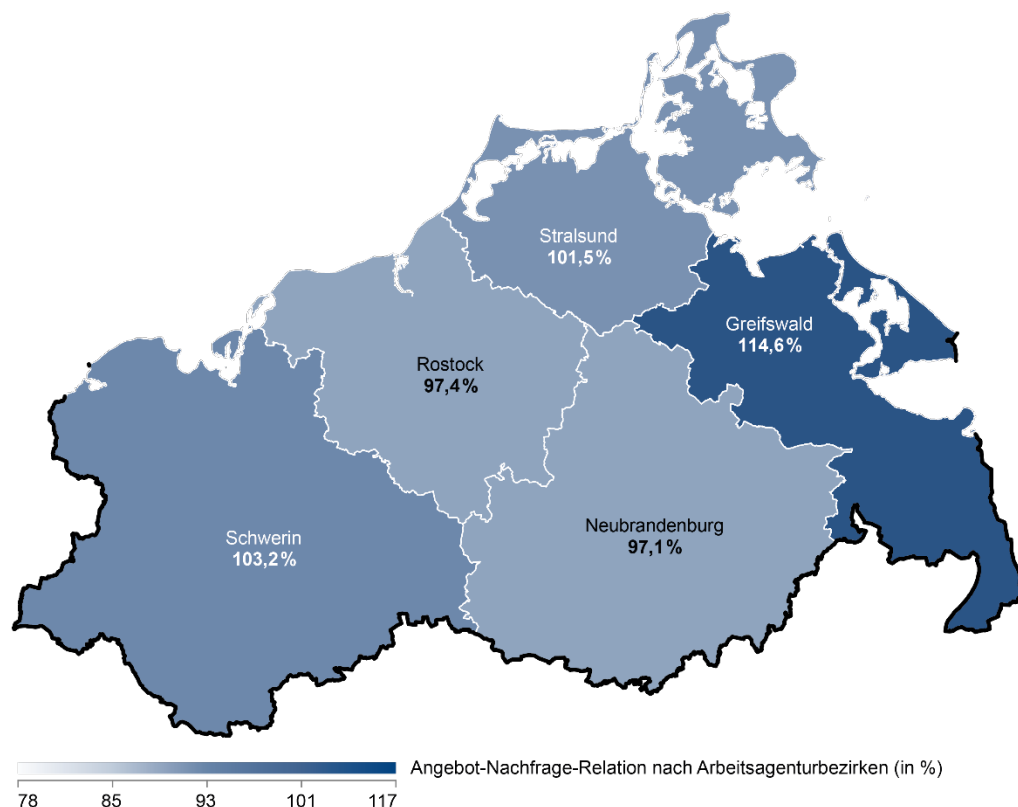 Stralsund
101,5%
Greifswald
114,6%
Rostock
97,4%
Neubrandenburg
97,1%
Schwerin
103,2%
Angebot-Nachfrage-Relation nach Arbeitsagenturbezirken (in %)
78 85 93 101 117